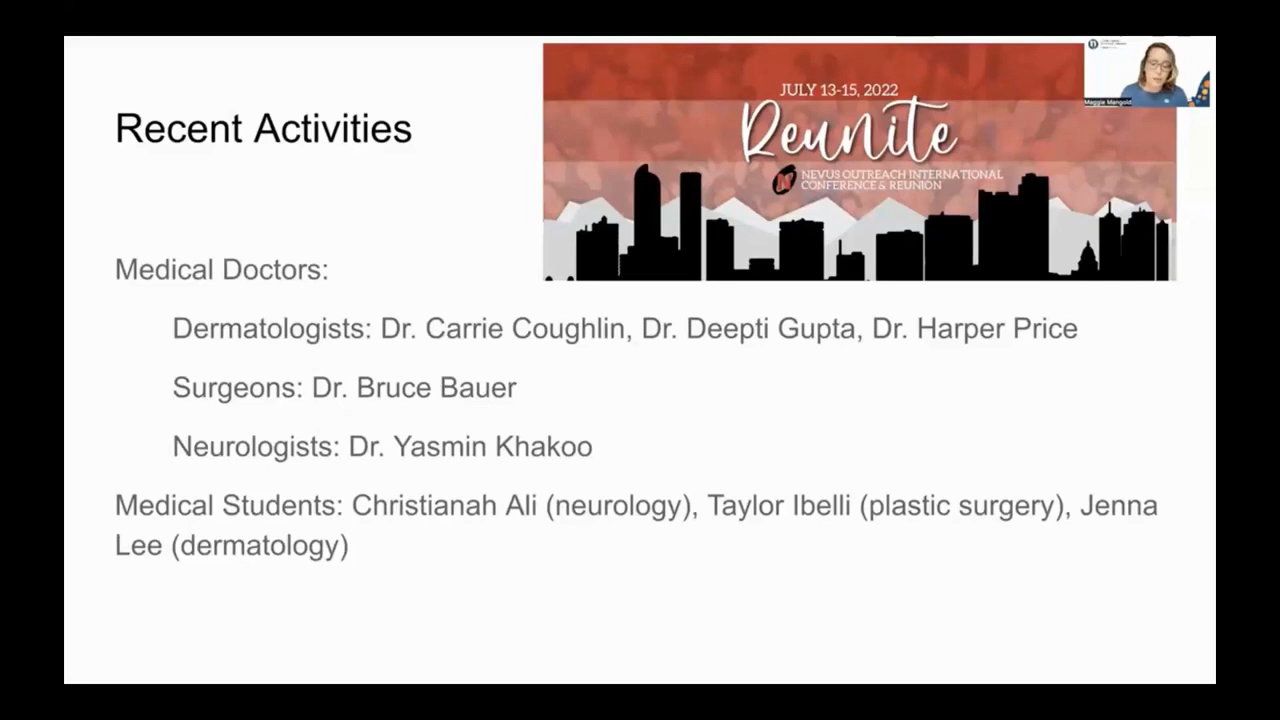 Recent Activities
JULY 13-15, 2022
Reunite
N
NEVUS OUTREACH INTERNATIONAL
CONFERENCE & REUNION
Maggie Mangold
Medical Doctors:
Dermatologists: Dr. Carrie Coughlin, Dr. Deepti Gupta, Dr. Harper Price
Surgeons: Dr. Bruce Bauer
Neurologists: Dr. Yasmin Khakoo
Medical Students: Christianah Ali (neurology), Taylor Ibelli (plastic surgery), Jenna
Lee (dermatology)